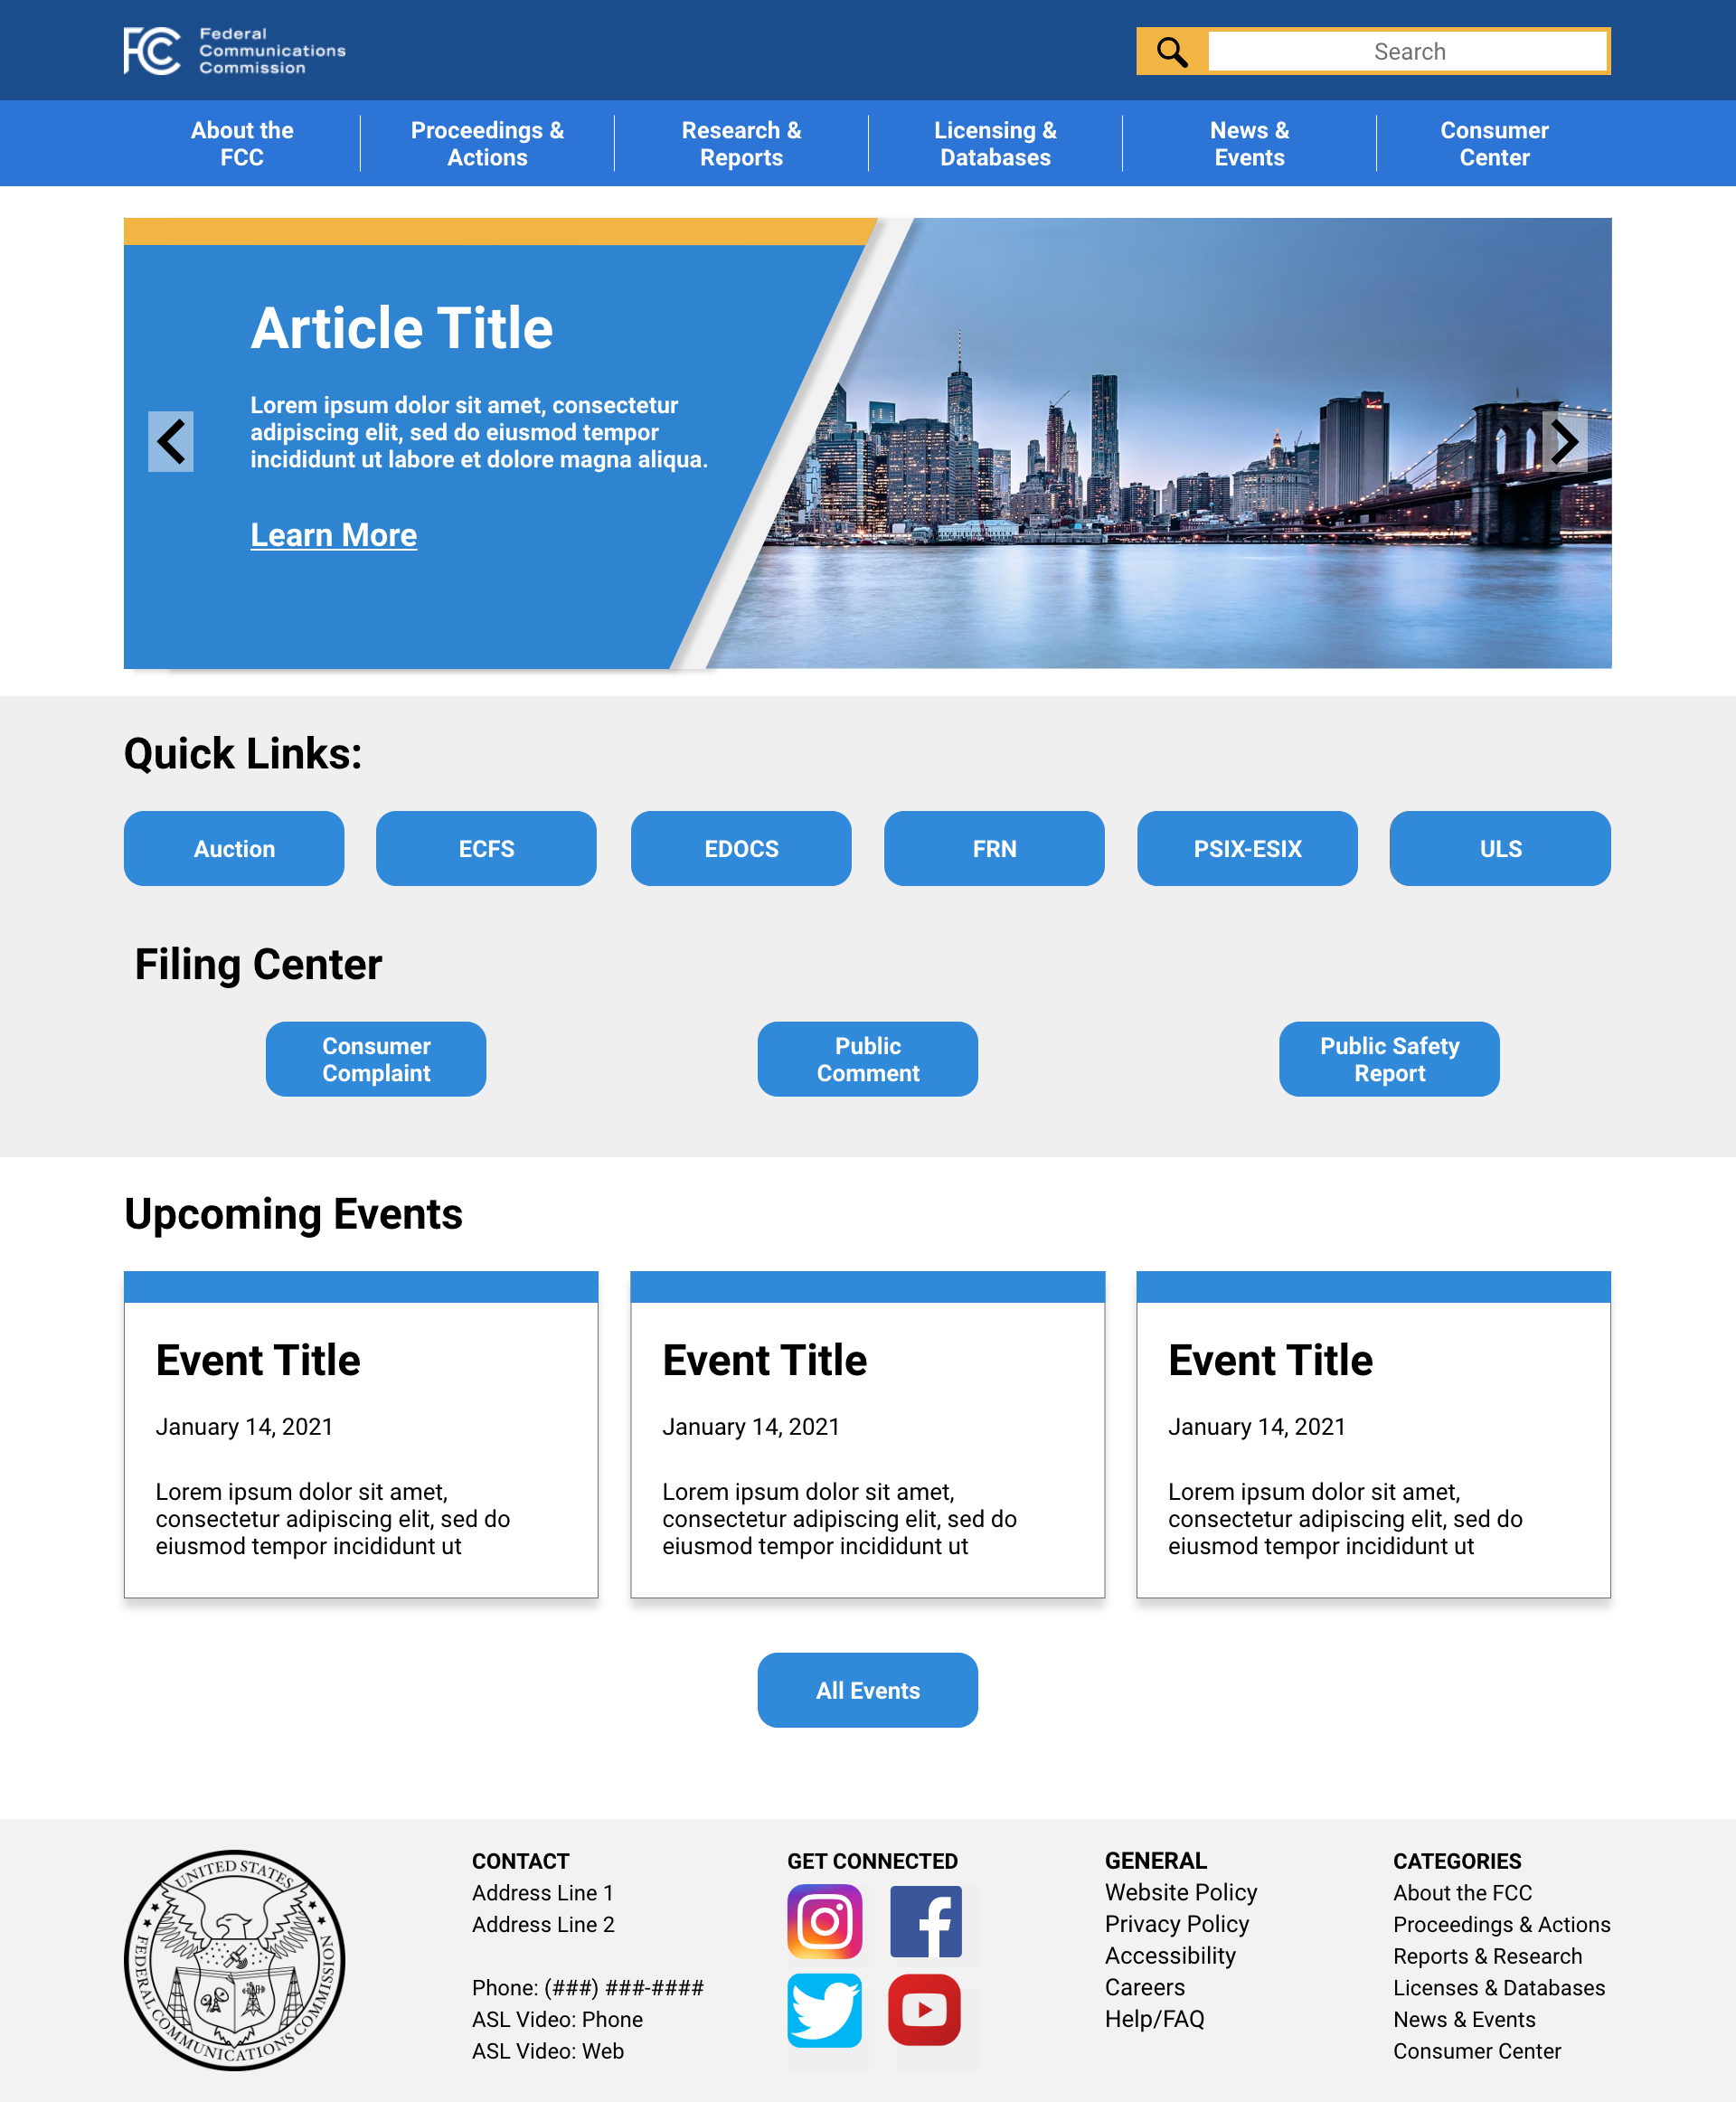 Federal
Communications
Commission
Search
About the
FCC
Proceedings &
Actions
Research &
Reports
Licensing &
Databases
News &
Events
Consumer
Center
Article Title
Lorem ipsum dolor sit amet, consectetur
adipiscing elit, sed do eiusmod tempor
incididunt ut labore et dolore magna aliqua.
Learn More
Quick Links:
Auction
ECFS
EDOCS
FRN
PSIX-ESIX
ULS
Filing Center
Consumer
Complaint
Public
Comment
Public Safety
Report
Upcoming Events
Event Title
January 14, 2021
Lorem ipsum dolor sit amet,
consectetur adipiscing elit, sed do
eiusmod tempor incididunt ut
Event Title
January 14, 2021
Lorem ipsum dolor sit amet,
consectetur adipiscing elit, sed do
eiusmod tempor incididunt ut
Event Title
January 14, 2021
Lorem ipsum dolor sit amet,
consectetur adipiscing elit, sed do
eiusmod tempor incididunt ut
All Events
UNITED STATES
FEDERAL COMMUNICATIONS COMMISSION
CONTACT
Address Line 1
Address Line 2
Phone: (###) ###-####
ASL Video: Phone
ASL Video: Web
GET CONNECTED
GENERAL
Website Policy
Privacy Policy
Accessibility
Careers
Help/FAQ
CATEGORIES
About the FCC
Proceedings & Actions
Reports & Research
Licenses & Databases
News & Events
Consumer Center